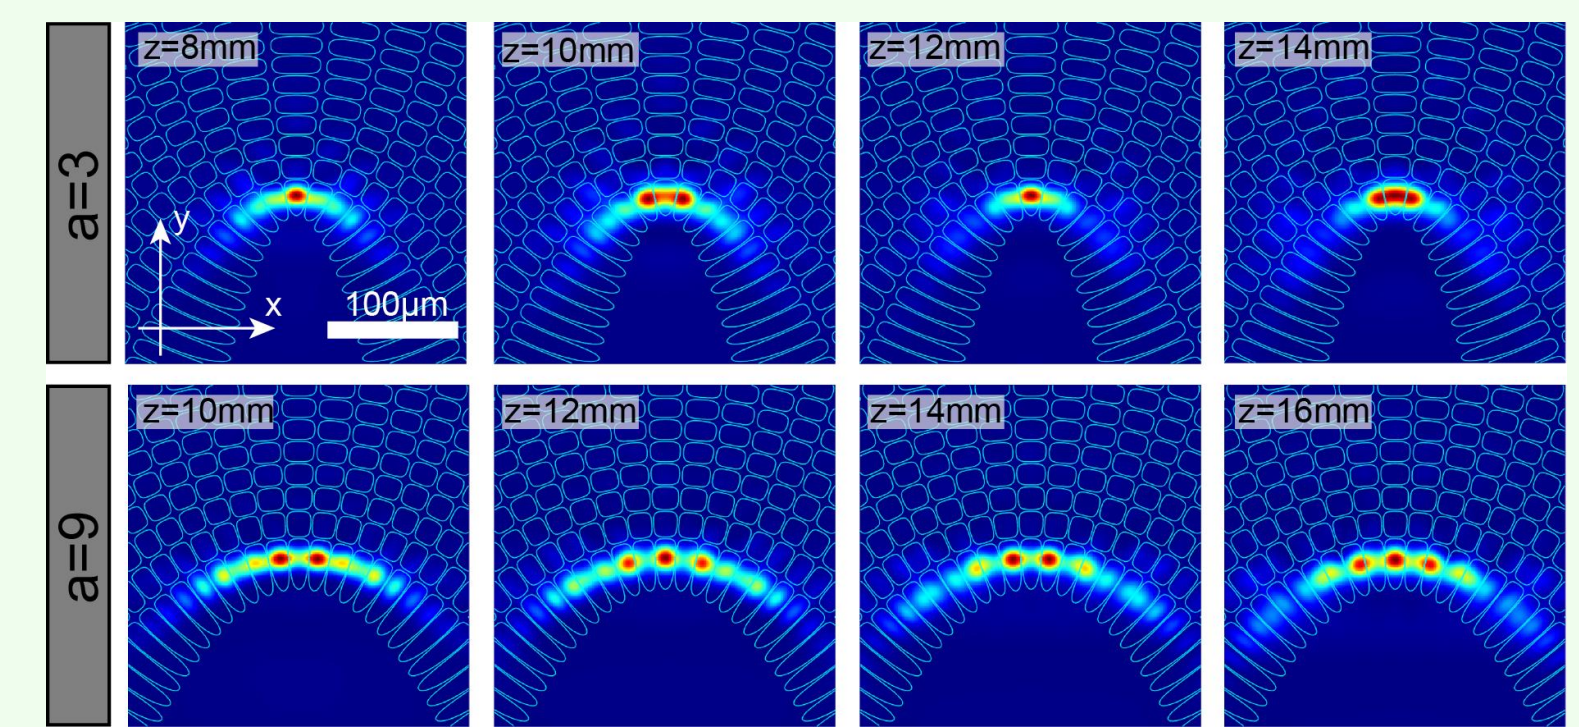 a=3
z=8mm
z=10mm
z=12mm
z=14mm
y
x
100μm
a=9
z=10mm
z=12mm
z=14mm
z=16mm